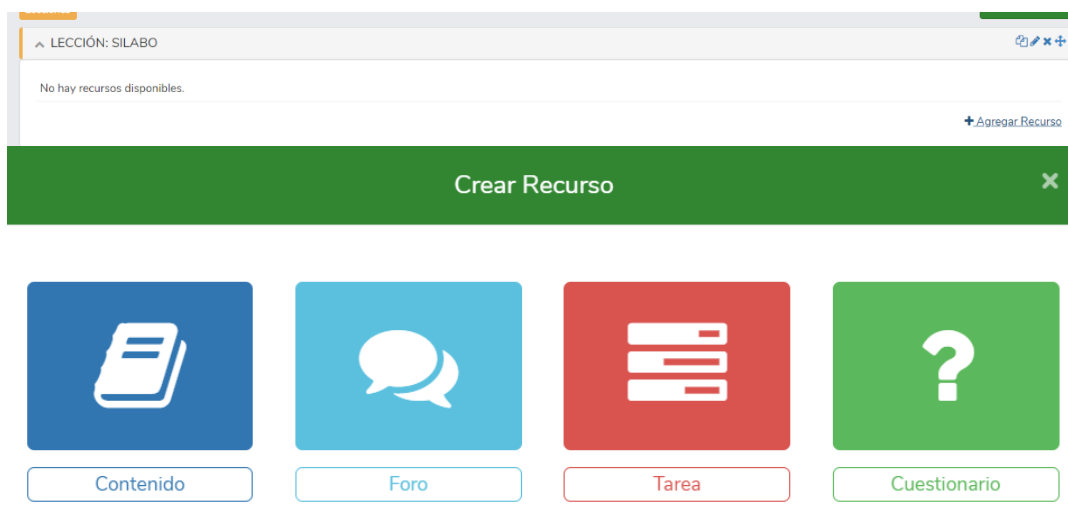 LECCIÓN: SILABO
No hay recursos disponibles.
Agregar Recurso
Crear Recurso
Contenido
Foro
Tarea
Cuestionario